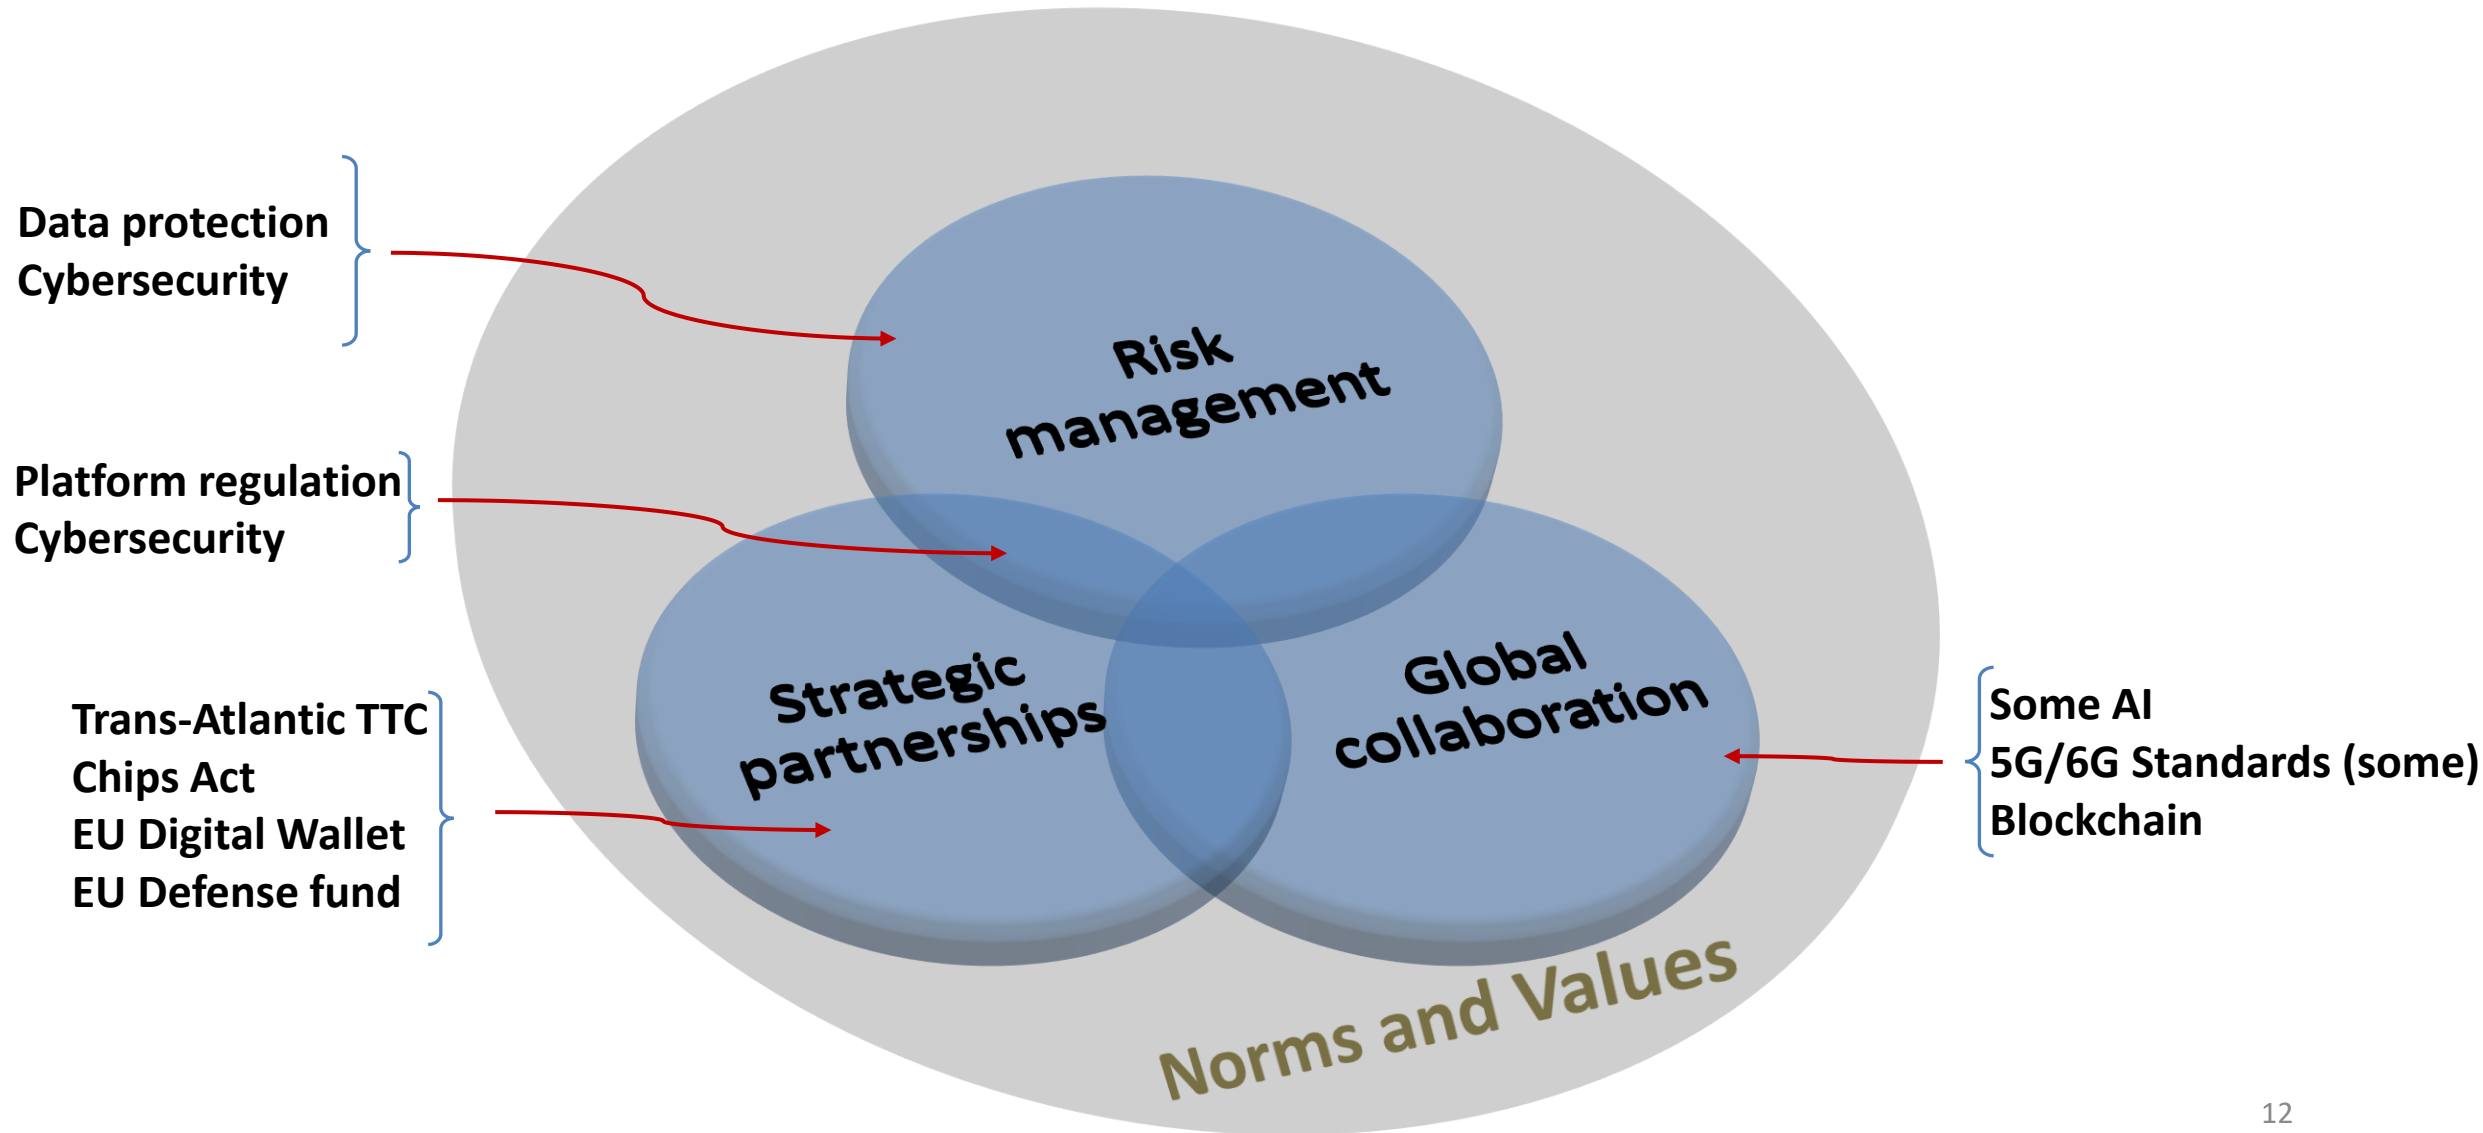 Data protection
Cybersecurity
Platform regulation
Cybersecurity
Trans-Atlantic TTC
Chips Act
EU Digital Wallet
EU Defense fund
Risk
management
Strategic
partnerships
Global
collaboration
Norms and Values
Some AI
5G/6G Standards (some)
Blockchain
12